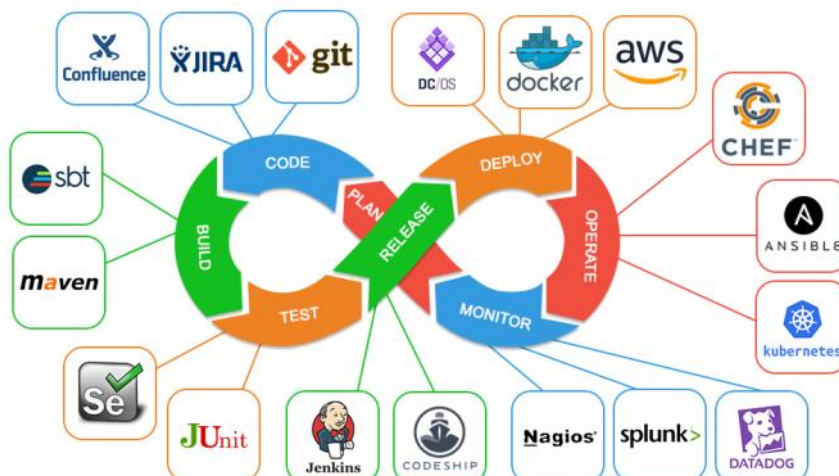 Confluence
JIRA
git
DC/OS
docker
aws
CHEF™
sbt
CODE
DEPLOY
PLAN
RELEASE
BUILD
OPERATE
ANSIBLE
maven
TEST
MONITOR
kubernetes
Se
JUnit
Jenkins
CODESHIP
Nagios®
splunk>
DATADOG